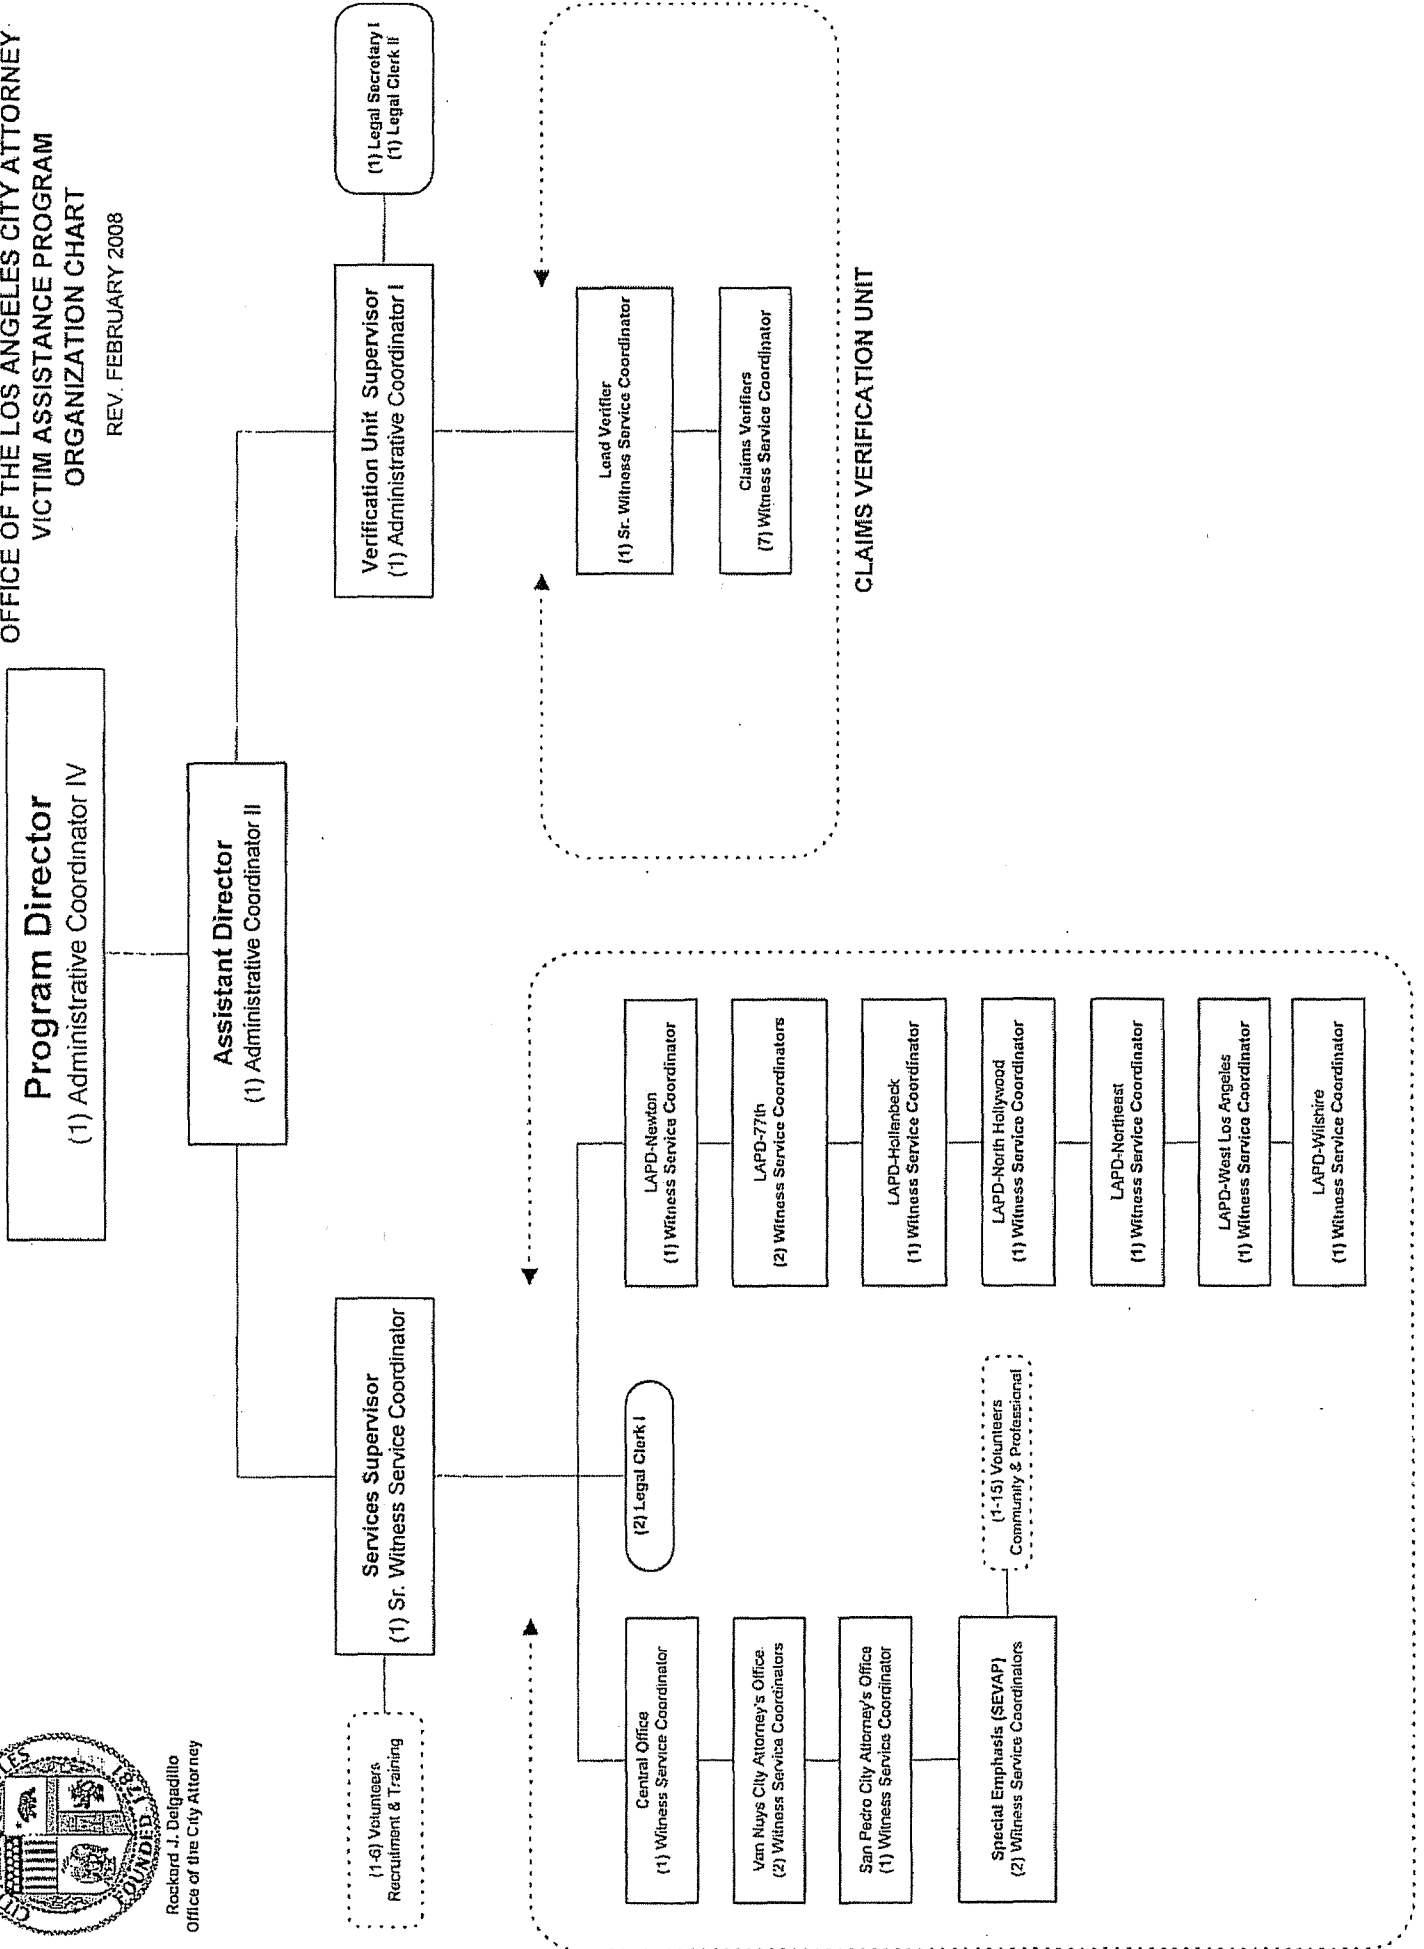 OFFICE OF THE LOS ANGELES CITY ATTORNEY
VICTIM ASSISTANCE PROGRAM
ORGANIZATION CHART
REV. FEBRUARY 2008
FOUNDED 1781
Rockard J. Delgadillo
Office of the City Attorney
Program Director
(1) Administrative Coordinator IV
Assistant Director
(1) Administrative Coordinator II
(1-6) Volunteers
Recruitment & Training
Services Supervisor
(1) Sr. Witness Service Coordinator
Verification Unit Supervisor
(1) Administrative Coordinator I
(1) Legal Secretary I
(1) Legal Clerk II
Central Office
(1) Witness Service Coordinator
Van Nuys City Attorney's Office
(2) Witness Service Coordinators
San Pedro City Attorney's Office
(1) Witness Service Coordinator
Special Emphasis (SEVAP)
(2) Witness Service Coordinators
(2) Legal Clerk I
(1-15) Volunteers
Community & Professional
LAPD-Newton
(1) Witness Service Coordinator
LAPD-77th
(2) Witness Service Coordinators
LAPD-Hollenbeck
(1) Witness Service Coordinator
LAPD-North Hollywood
(1) Witness Service Coordinator
LAPD-Northeast
(1) Witness Service Coordinator
LAPD-West Los Angeles
(1) Witness Service Coordinator
LAPD-Wilshire
(1) Witness Service Coordinator
Lead Verifier
(1) Sr. Witness Service Coordinator
Claims Verifiers
(7) Witness Service Coordinator
CLAIMS VERIFICATION UNIT